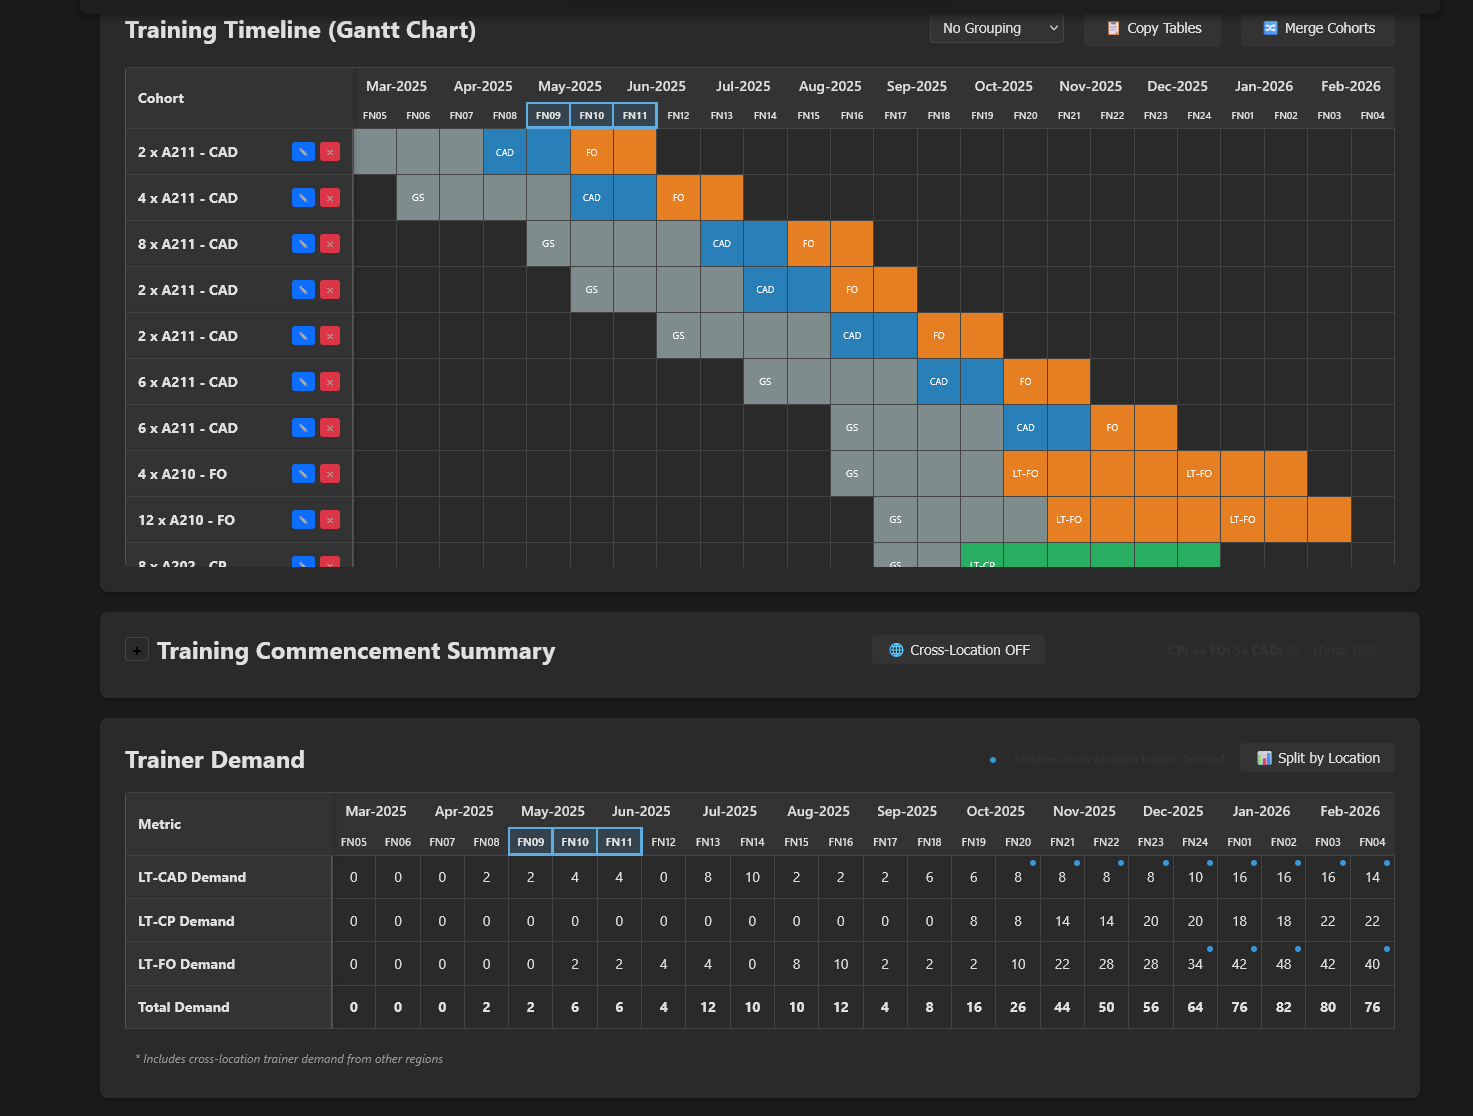 Training Timeline (Gantt Chart)
No Grouping
📋 Copy Tables
🔀 Merge Cohorts
Cohort
Mar-2025 Apr-2025 May-2025 Jun-2025 Jul-2025 Aug-2025 Sep-2025 Oct-2025 Nov-2025 Dec-2025 Jan-2026 Feb-2026
FN05 FN06 FN07 FN08 FN09 FN10 FN11 FN12 FN13 FN14 FN15 FN16 FN17 FN18 FN19 FN20 FN21 FN22 FN23 FN24 FN01 FN02 FN03 FN04
2 x A211 - CAD CAD FO
4 x A211 - CAD GS CAD FO
8 x A211 - CAD GS CAD FO
2 x A211 - CAD GS CAD FO
2 x A211 - CAD GS CAD FO
6 x A211 - CAD GS CAD FO
6 x A211 - CAD GS CAD FO
4 x A210 - FO GS LT-FO LT-FO
12 x A210 - FO GS LT-FO LT-FO
8 x A202 - CP GS LT-CP
+ Training Commencement Summary
🌐 Cross-Location OFF
CP: 44 FO: 54 CAD: 52 (Total: 150)
Trainer Demand
= Includes cross-location trainer demand
📊 Split by Location
Metric
Mar-2025 Apr-2025 May-2025 Jun-2025 Jul-2025 Aug-2025 Sep-2025 Oct-2025 Nov-2025 Dec-2025 Jan-2026 Feb-2026
FN05 FN06 FN07 FN08 FN09 FN10 FN11 FN12 FN13 FN14 FN15 FN16 FN17 FN18 FN19 FN20 FN21 FN22 FN23 FN24 FN01 FN02 FN03 FN04
LT-CAD Demand 0 0 0 2 2 4 4 0 8 10 2 2 2 6 6 8 8 8 8 10 16 16 16 14
LT-CP Demand 0 0 0 0 0 0 0 0 0 0 0 0 0 0 8 8 14 14 20 20 18 18 22 22
LT-FO Demand 0 0 0 0 0 2 2 4 4 0 8 10 2 2 2 10 22 28 28 34 42 48 42 40
Total Demand 0 0 0 2 2 6 6 4 12 10 10 12 4 8 16 26 44 50 56 64 76 82 80 76
* Includes cross-location trainer demand from other regions